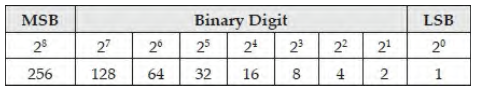 MSB Binary Digit LSB
2⁸ 2⁷ 2⁶ 2⁵ 2⁴ 2³ 2² 2¹ 2⁰
256 128 64 32 16 8 4 2 1